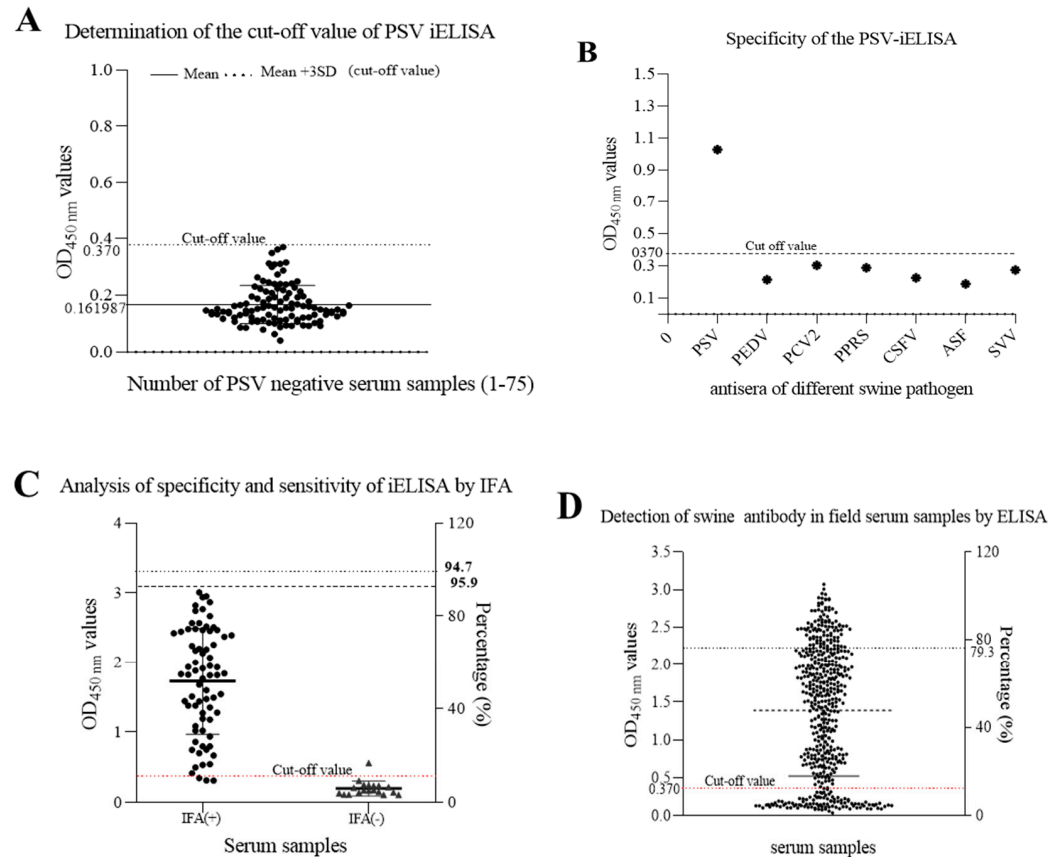 A
Determination of the cut-off value of PSV iELISA
Mean
Mean +3SD (cut-off value)
1.0
0.8
0.6
0.4
0.370
0.2
0.161987
0.0
OD450 nm values
Cut-off value
Number of PSV negative serum samples (1-75)
B
Specificity of the PSV-iELISA
1.5
1.3
1.1
0.9
0.7
0.5
0370
0.3
0.1
OD450 nm values
Cut off value
0
PSV
PEDV
PCV2
PPRS
CSFV
ASF
SVV
antisera of different swine pathogen
C
Analysis of specificity and sensitivity of iELISA by IFA
4
3
2
1
0
OD450 nm values
120
94.7
95.9
80
40
0
Percentage (%)
Cut-off value
IFA(+)
IFA(-)
Serum samples
D
Detection of swine antibody in field serum samples by ELISA
3.5
3.0
2.5
2.0
1.5
1.0
0.5
0.370
0.0
OD450 nm values
120
80
79.3
40
0
Percentage (%)
Cut-off value
serum samples